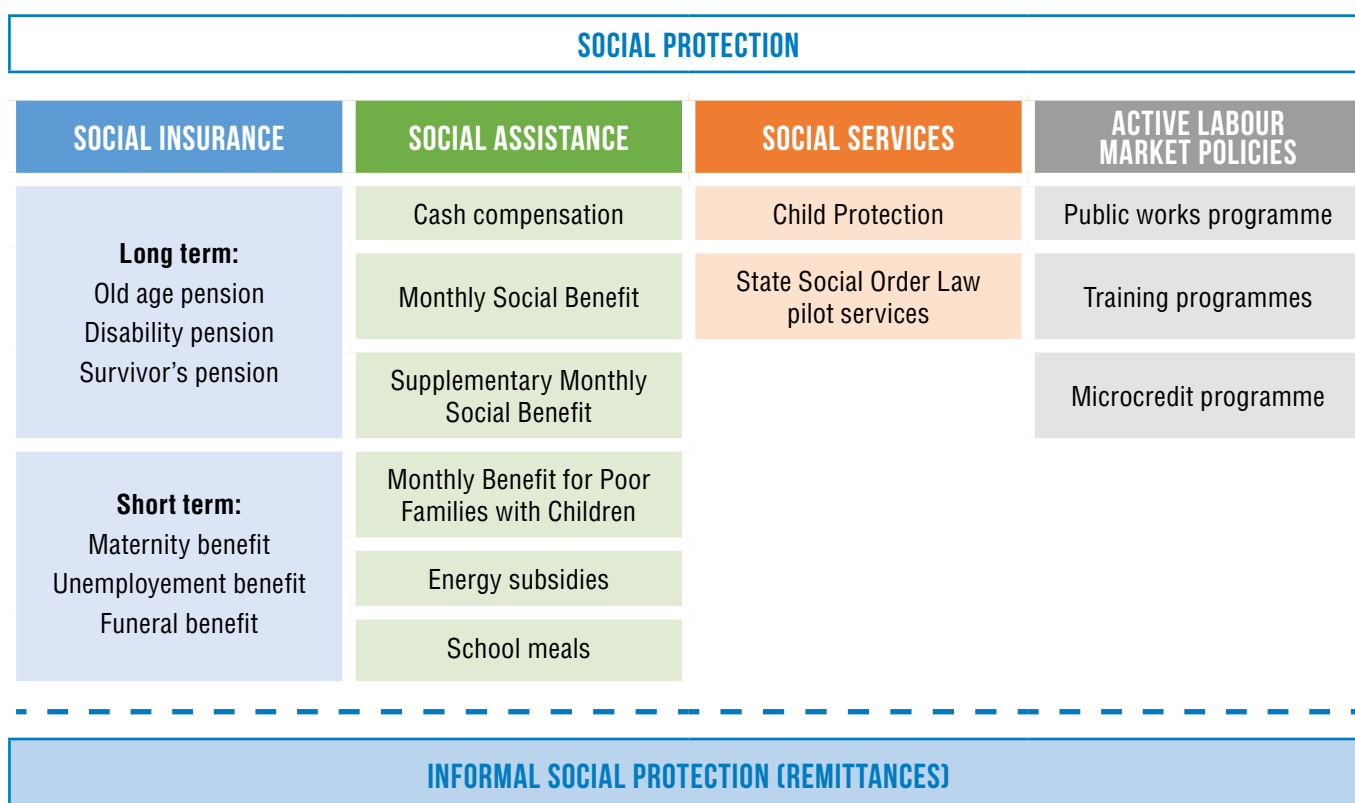 SOCIAL PROTECTION
SOCIAL INSURANCE
Long term:
Old age pension
Disability pension
Survivor’s pension
Short term:
Maternity benefit
Unemployement benefit
Funeral benefit
SOCIAL ASSISTANCE
Cash compensation
Monthly Social Benefit
Supplementary Monthly
Social Benefit
Monthly Benefit for Poor
Families with Children
Energy subsidies
School meals
SOCIAL SERVICES
Child Protection
State Social Order Law
pilot services
ACTIVE LABOUR
MARKET POLICIES
Public works programme
Training programmes
Microcredit programme
INFORMAL SOCIAL PROTECTION (REMITTANCES)